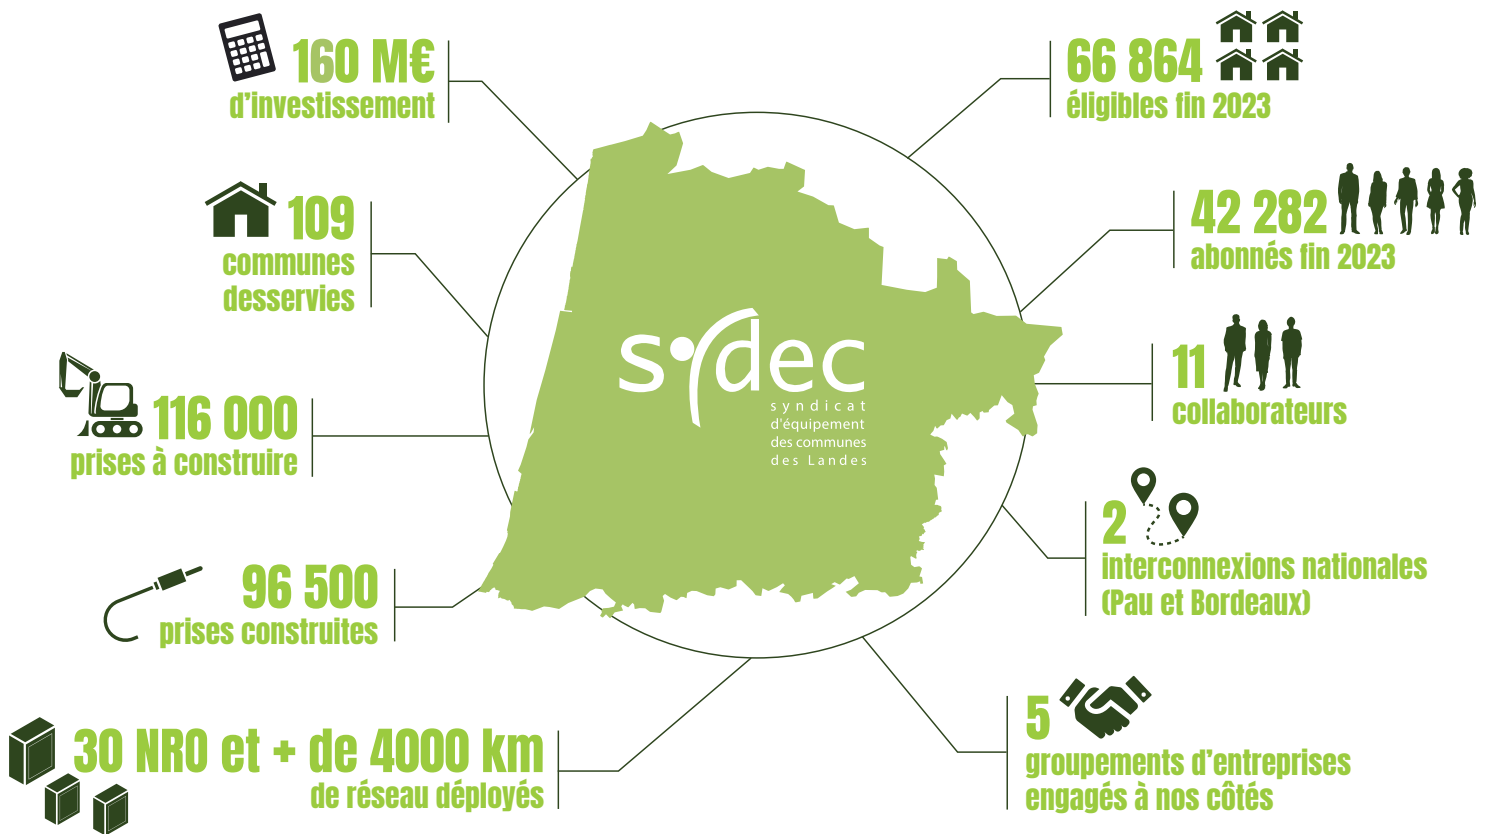 160 M€
d'investissement
109
communes
desservies
116 000
prises à construire
96 500
prises construites
30 NRO et + de 4000 km
de réseau déployés
sydec
syndicat
d'équipement
des communes
des Landes
66 864
éligibles fin 2023
42 282
abonnés fin 2023
11
collaborateurs
2
interconnexions nationales
(Pau et Bordeaux)
5
groupements d'entreprises
engagés à nos côtés